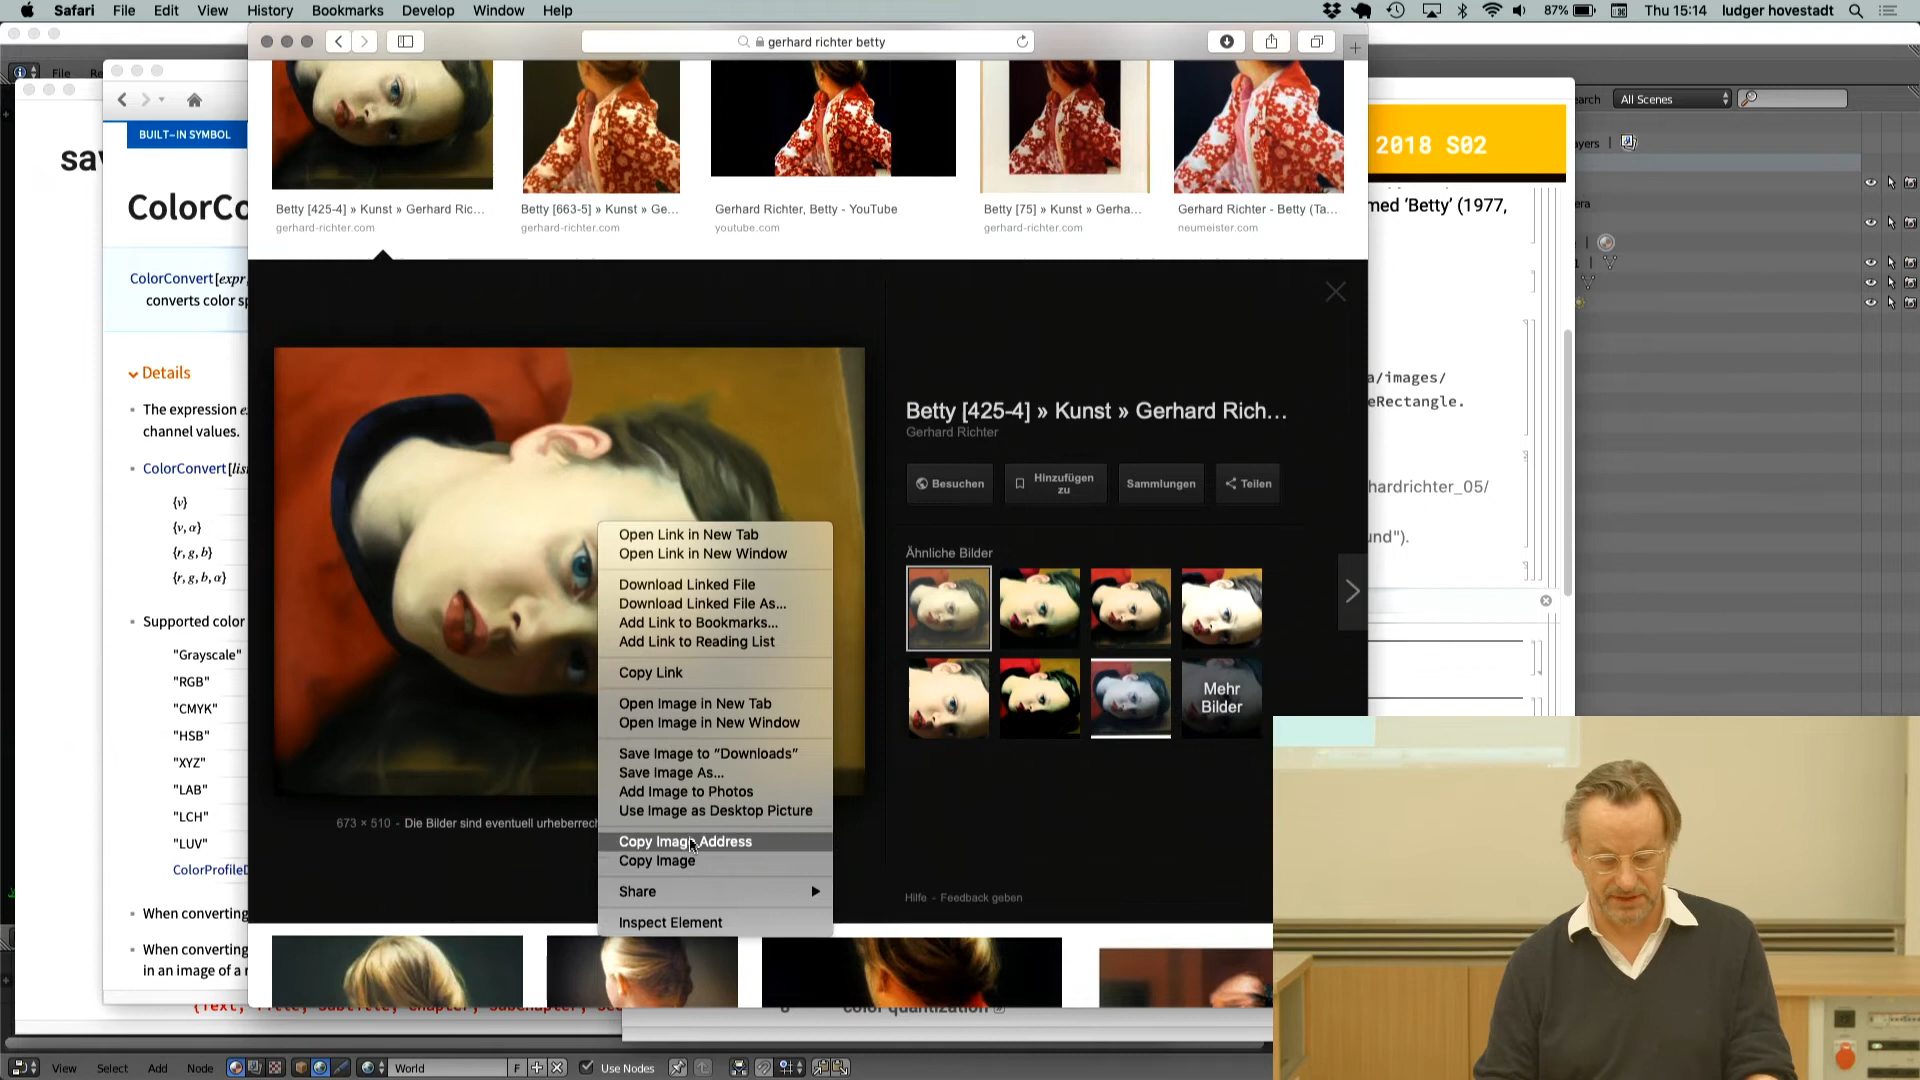 Safari File Edit View History Bookmarks Develop Window Help
87% Thu 15:14 ludger hovestadt
gerhard richter betty
File
arch All Scenes
BUILT-IN SYMBOL
ColorCo
ColorConvert[expr,
converts color sp
Details
The expression
channel values.
ColorConvert[lis
{v}
{v, α}
{r, g, b}
{r, g, b, α}
Supported color
"Grayscale"
"RGB"
"CMYK"
"HSB"
"XYZ"
"LAB"
"LCH"
"LUV"
ColorProfileD
When converting
When converting
in an image of a r
Betty [425-4] » Kunst » Gerhard Ric...
gerhard-richter.com
Betty [663-5] » Kunst » Ge...
gerhard-richter.com
Gerhard Richter, Betty - YouTube
youtube.com
Betty [75] » Kunst » Gerha...
gerhard-richter.com
Gerhard Richter - Betty (Ta...
neumeister.com
Betty [425-4] » Kunst » Gerhard Rich...
Gerhard Richter
Besuchen
Hinzufügen
zu
Sammlungen
Teilen
Ähnliche Bilder
Mehr
Bilder
673 × 510 - Die Bilder sind eventuell urheberrech
Hilfe - Feedback geben
Open Link in New Tab
Open Link in New Window
Download Linked File
Download Linked File As...
Add Link to Bookmarks...
Add Link to Reading List
Copy Link
Open Image in New Tab
Open Image in New Window
Save Image to "Downloads"
Save Image As...
Add Image to Photos
Use Image as Desktop Picture
Copy Image Address
Copy Image
Share
Inspect Element
2018 S02
med 'Betty' (1977,
a/images/
eRectangle.
hardrichter_05/
und").
color quantization
View Select Add Node World F Use Nodes